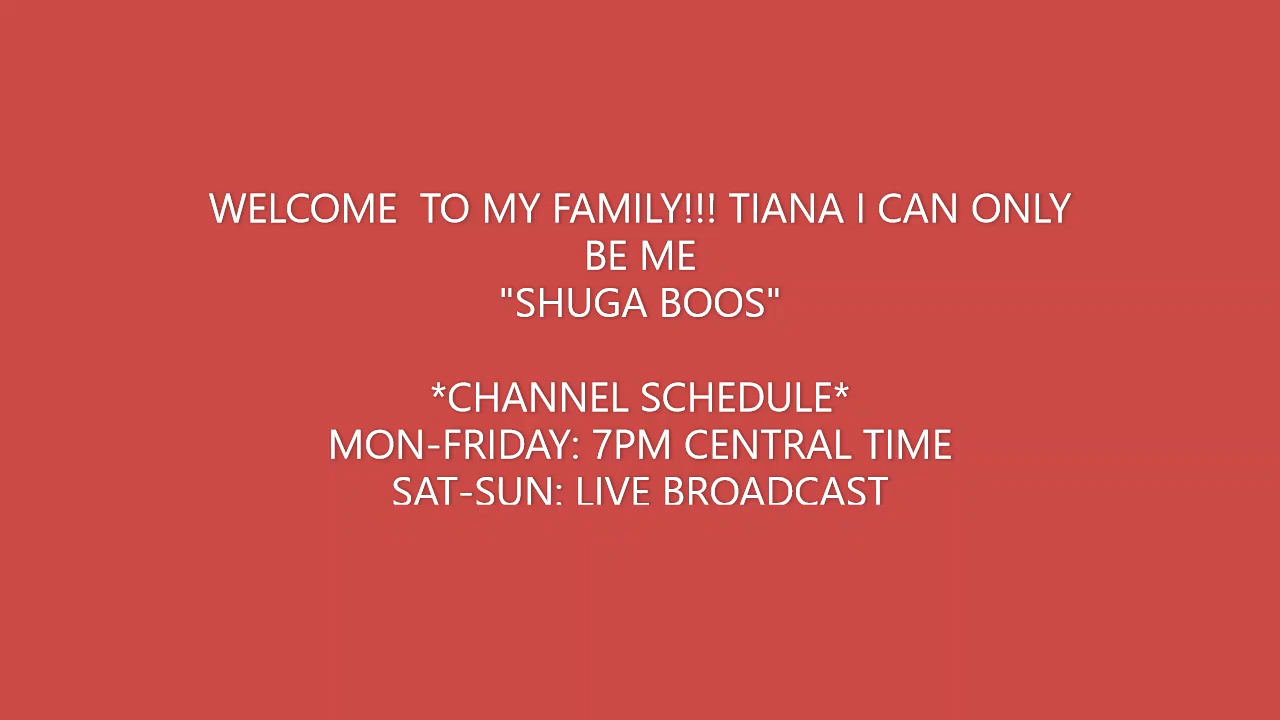 WELCOME  TO MY FAMILY!!! TIANA I CAN ONLY
BE ME
"SHUGA BOOS"
*CHANNEL SCHEDULE*
MON-FRIDAY: 7PM CENTRAL TIME
SAT-SUN: LIVE BROADCAST